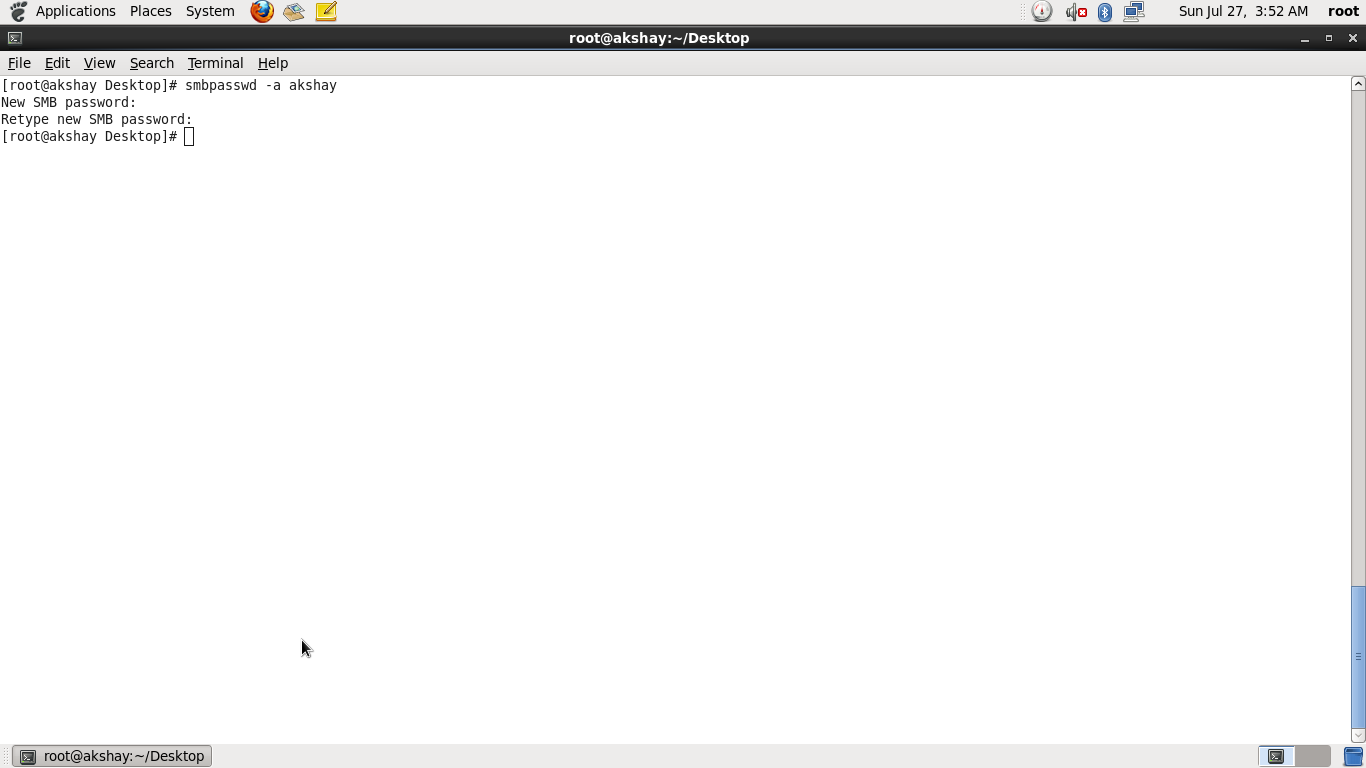 Applications Places System Sun Jul 27, 3:52 AM root
root@akshay:~/Desktop
File Edit View Search Terminal Help
[root@akshay Desktop]# smbpasswd -a akshay
New SMB password:
Retype new SMB password:
[root@akshay Desktop]#
root@akshay:~/Desktop